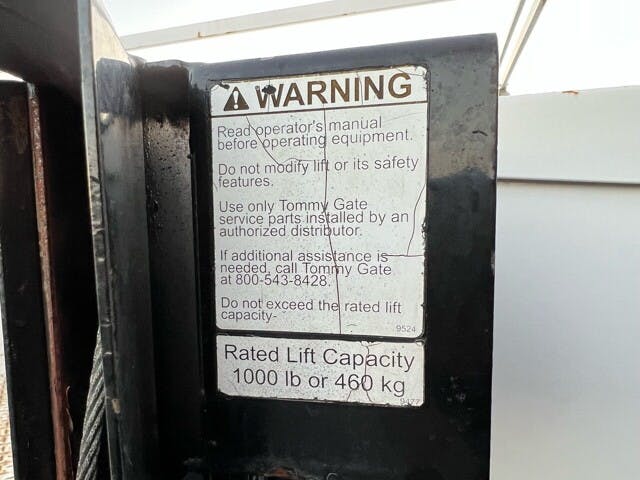 WARNING
Read operator's manual
before operating equipment.
Do not modify lift or its safety
features.
Use only Tommy Gate
service parts installed by an
authorized distributor.
If additional assistance is
needed, call Tommy Gate
at 800-543-8428.
Do not exceed the rated lift
capacity-
9524
Rated Lift Capacity
1000 lb or 460 kg
9477